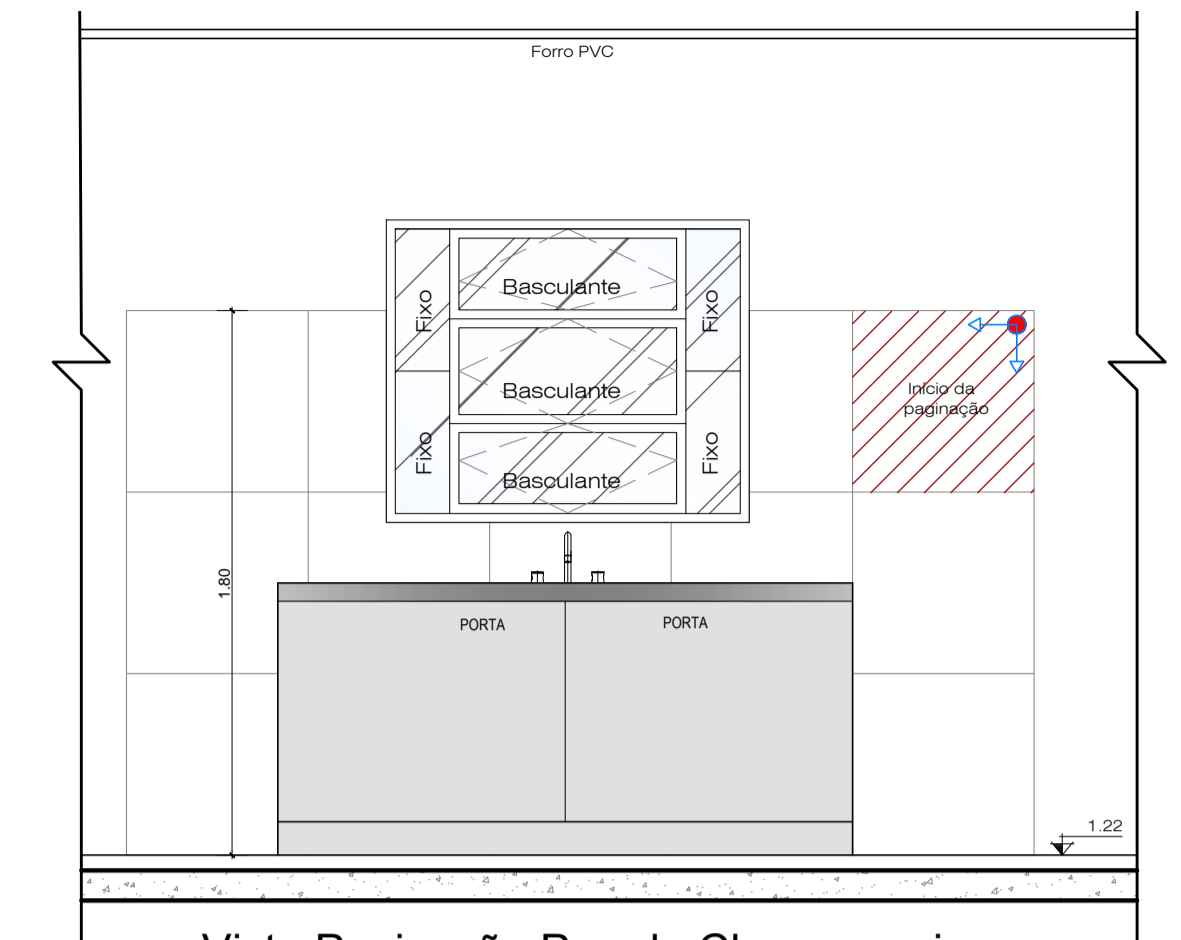 Forro PVC
Fixo
Basculante
Fixo
Basculante
Fixo
Basculante
Fixo
Início da
paginação
1.80
PORTA
PORTA
1.22